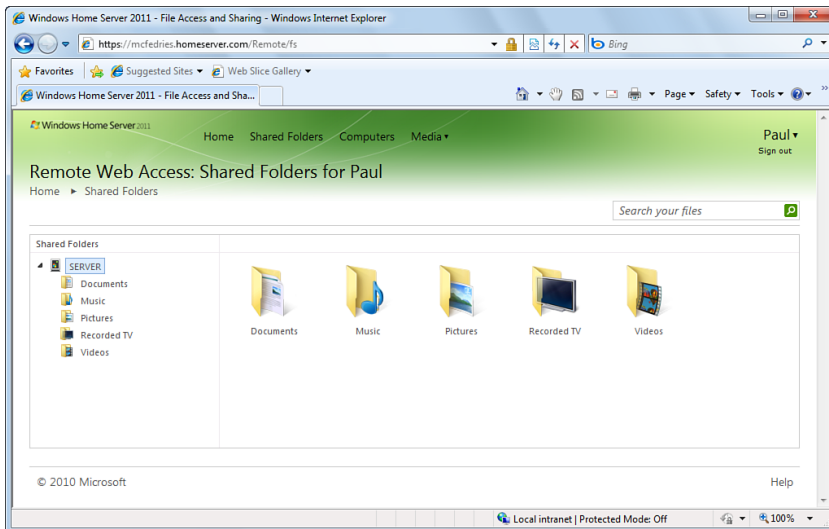 Windows Home Server 2011 - File Access and Sharing - Windows Internet Explorer
https://mcfedries.homeserver.com/Remote/fs
Bing
Favorites Suggested Sites Web Slice Gallery
Windows Home Server 2011 - File Access and Sha... Page Safety Tools
Windows Home Server 2011 Home Shared Folders Computers Media Paul
Sign out
Remote Web Access: Shared Folders for Paul
Home Shared Folders
Search your files
Shared Folders
SERVER
Documents
Music
Pictures
Recorded TV
Videos
Documents Music Pictures Recorded TV Videos
© 2010 Microsoft Help
Local intranet | Protected Mode: Off 100%